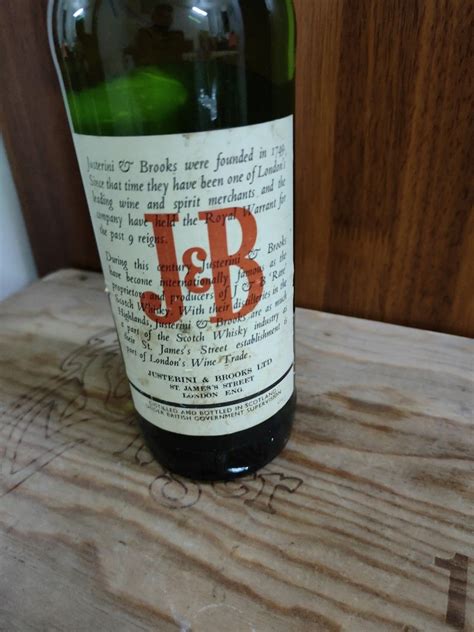 Justerini & Brooks were founded in 1749.
Since that time they have been one of London's
leading wine and spirit merchants and the
company have held the Royal Warrant for
the past 9 reigns.
J&B
During this century Justerini & Brooks
have become internationally famous as the
proprietors and producers of J & B "Rare"
Scotch Whisky. With their distilleries in the
Highlands, Justerini & Brooks are as much
a part of the Scotch Whisky industry as
their St. James's Street establishment is
part of London's Wine Trade.
JUSTERINI & BROOKS LTD
ST. JAMES'S STREET
LONDON ENG.
DISTILLED AND BOTTLED IN SCOTLAND
UNDER BRITISH GOVERNMENT SUPERVISION
1